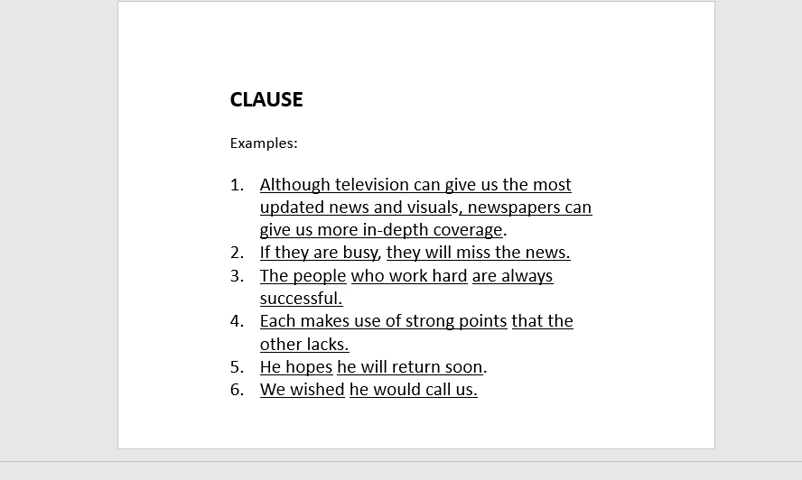 CLAUSE
Examples:
1. Although television can give us the most
updated news and visuals, newspapers can
give us more in-depth coverage.
2. If they are busy, they will miss the news.
3. The people who work hard are always
successful.
4. Each makes use of strong points that the
other lacks.
5. He hopes he will return soon.
6. We wished he would call us.